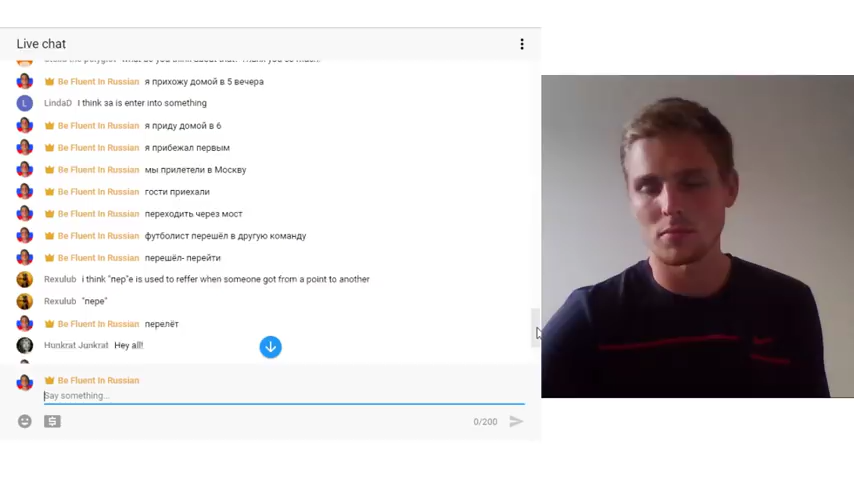 Live chat
Be Fluent In Russian я прихожу домой в 5 вечера
LindaD I think за is enter into something
Be Fluent In Russian я приду домой в 6
Be Fluent In Russian я прибежал первым
Be Fluent In Russian мы прилетели в Москву
Be Fluent In Russian гости приехали
Be Fluent In Russian переходить через мост
Be Fluent In Russian футболист перешёл в другую команду
Be Fluent In Russian перешёл- перейти
Rexulub i think "пер"е is used to reffer when someone got from a point to another
Rexulub "пере"
Be Fluent In Russian перелёт
Hunkrat Junkrat Hey all!
Be Fluent In Russian
Say something...
0/200